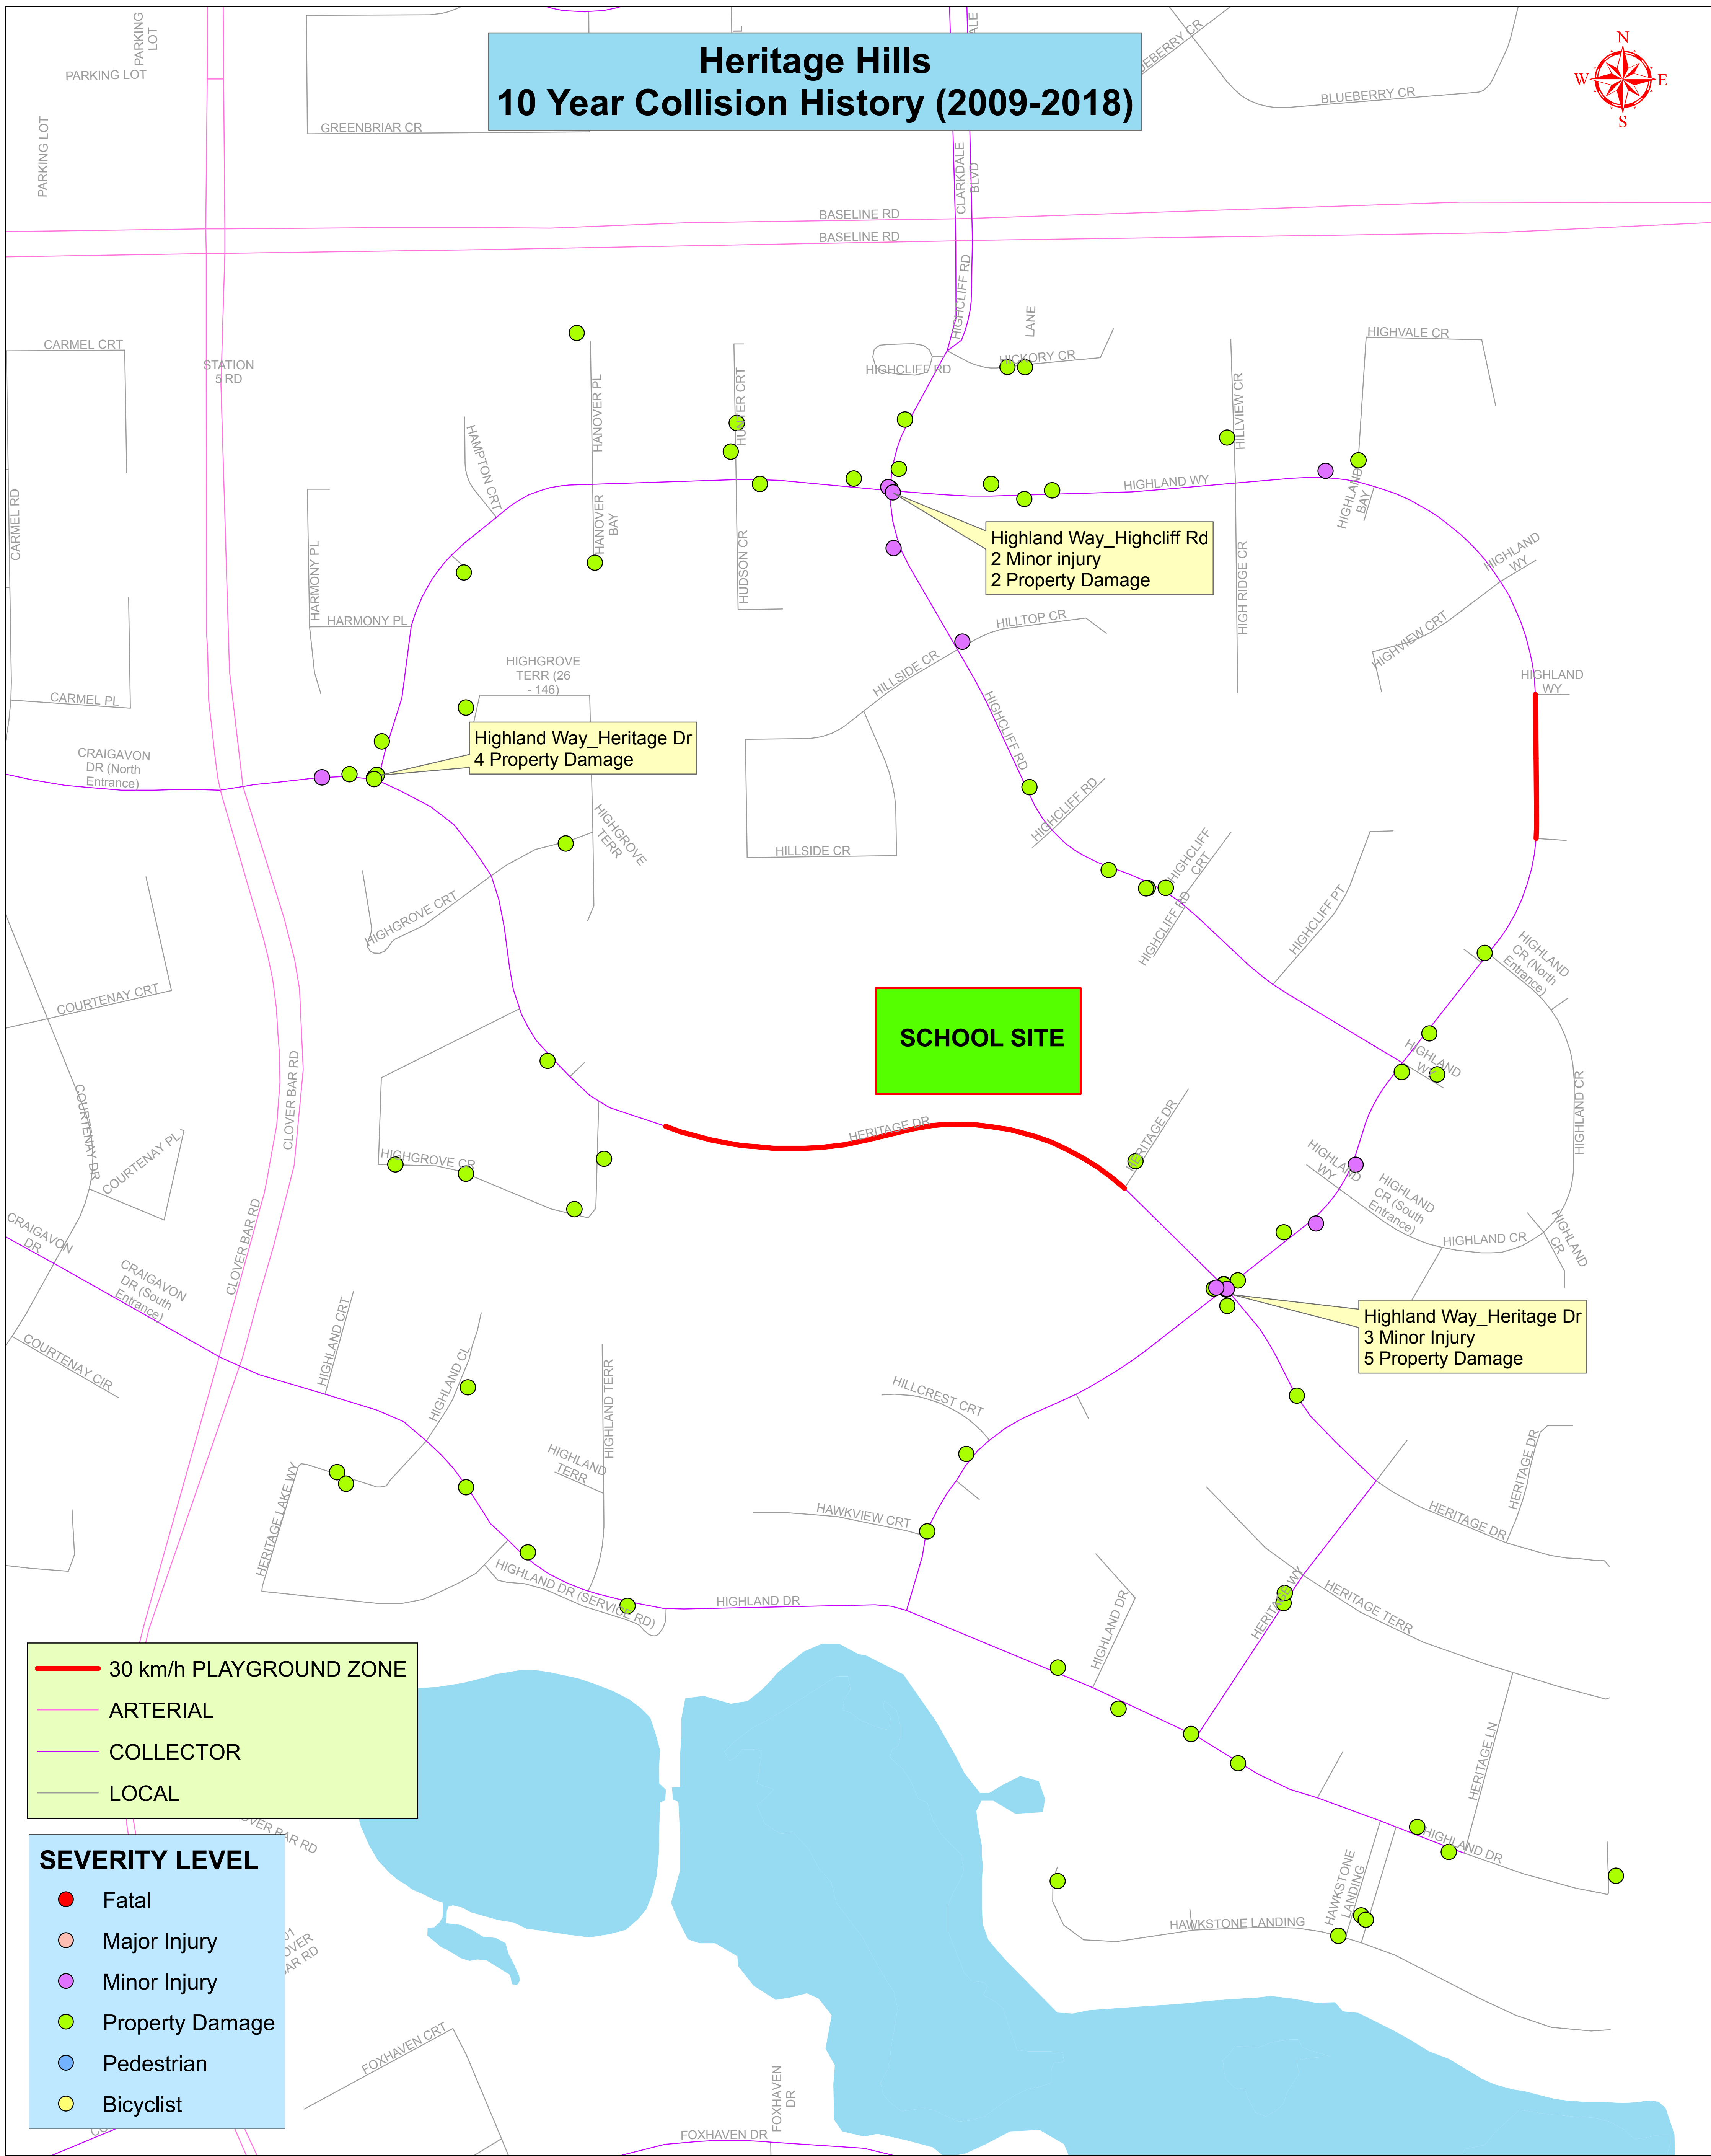 Heritage Hills
10 Year Collision History (2009-2018)
N
W
E
S
PARKING LOT
PARKING
LOT
PARKING LOT
GREENBRIAR CR
BLUEBERRY CR
CLARKDALE
BLVD
BASELINE RD
BASELINE RD
HIGHCLIFF RD
LANE
HICKORY CR
HIGHCLIFF RD
HIGHVALE CR
CARMEL CRT
STATION
5 RD
HANOVER PL
HUNTER CRT
HILLVIEW CR
HAMPTON CRT
HIGHLAND WY
HIGHLAND
BAY
CARMEL RD
HANOVER
BAY
HUDSON CR
HIGHLAND
WY
Highland Way_Highcliff Rd
2 Minor injury
2 Property Damage
HARMONY PL
HARMONY PL
HIGH RIDGE CR
HILLTOP CR
HIGHVIEW CRT
HIGHGROVE
TERR (26
- 146)
HILLSIDE CR
HIGHLAND
WY
CARMEL PL
HIGHCLIFF RD
Highland Way_Heritage Dr
4 Property Damage
CRAIGAVON
DR (North
Entrance)
HIGHGROVE
TERR
HIGHCLIFF RD
HILLSIDE CR
HIGHCLIFF
CRT
HIGHCLIFF RD
HIGHCLIFF PT
HIGHGROVE CRT
HIGHLAND
CR (North
Entrance)
COURTENAY CRT
SCHOOL SITE
HIGHLAND
WY
CLOVER BAR RD
COURTENAY DR
HIGHLAND CR
HERITAGE DR
HERITAGE DR
COURTENAY PL
HIGHGROVE CR
HIGHLAND
WY
HIGHLAND
CR (South
Entrance)
CLOVER BAR RD
CRAIGAVON
DR
HIGHLAND CR
HIGHLAND
CR
CRAIGAVON
DR (South
Entrance)
Highland Way_Heritage Dr
3 Minor Injury
5 Property Damage
COURTENAY CIR
HIGHLAND CRT
HIGHLAND CL
HIGHLAND TERR
HILLCREST CRT
HIGHLAND
TERR
HERITAGE DR
HERITAGE LAKE WY
HAWKVIEW CRT
HERITAGE DR
HIGHLAND DR (SERVICE RD)
HIGHLAND DR
HIGHLAND DR
HERITAGE WY
HERITAGE TERR
30 km/h PLAYGROUND ZONE
ARTERIAL
COLLECTOR
LOCAL
HERITAGE LN
HIGHLAND DR
HAWKSTONE
LANDING
HAWKSTONE LANDING
SEVERITY LEVEL
Fatal
Major Injury
Minor Injury
Property Damage
Pedestrian
Bicyclist
FOXHAVEN CRT
FOXHAVEN
DR
FOXHAVEN DR